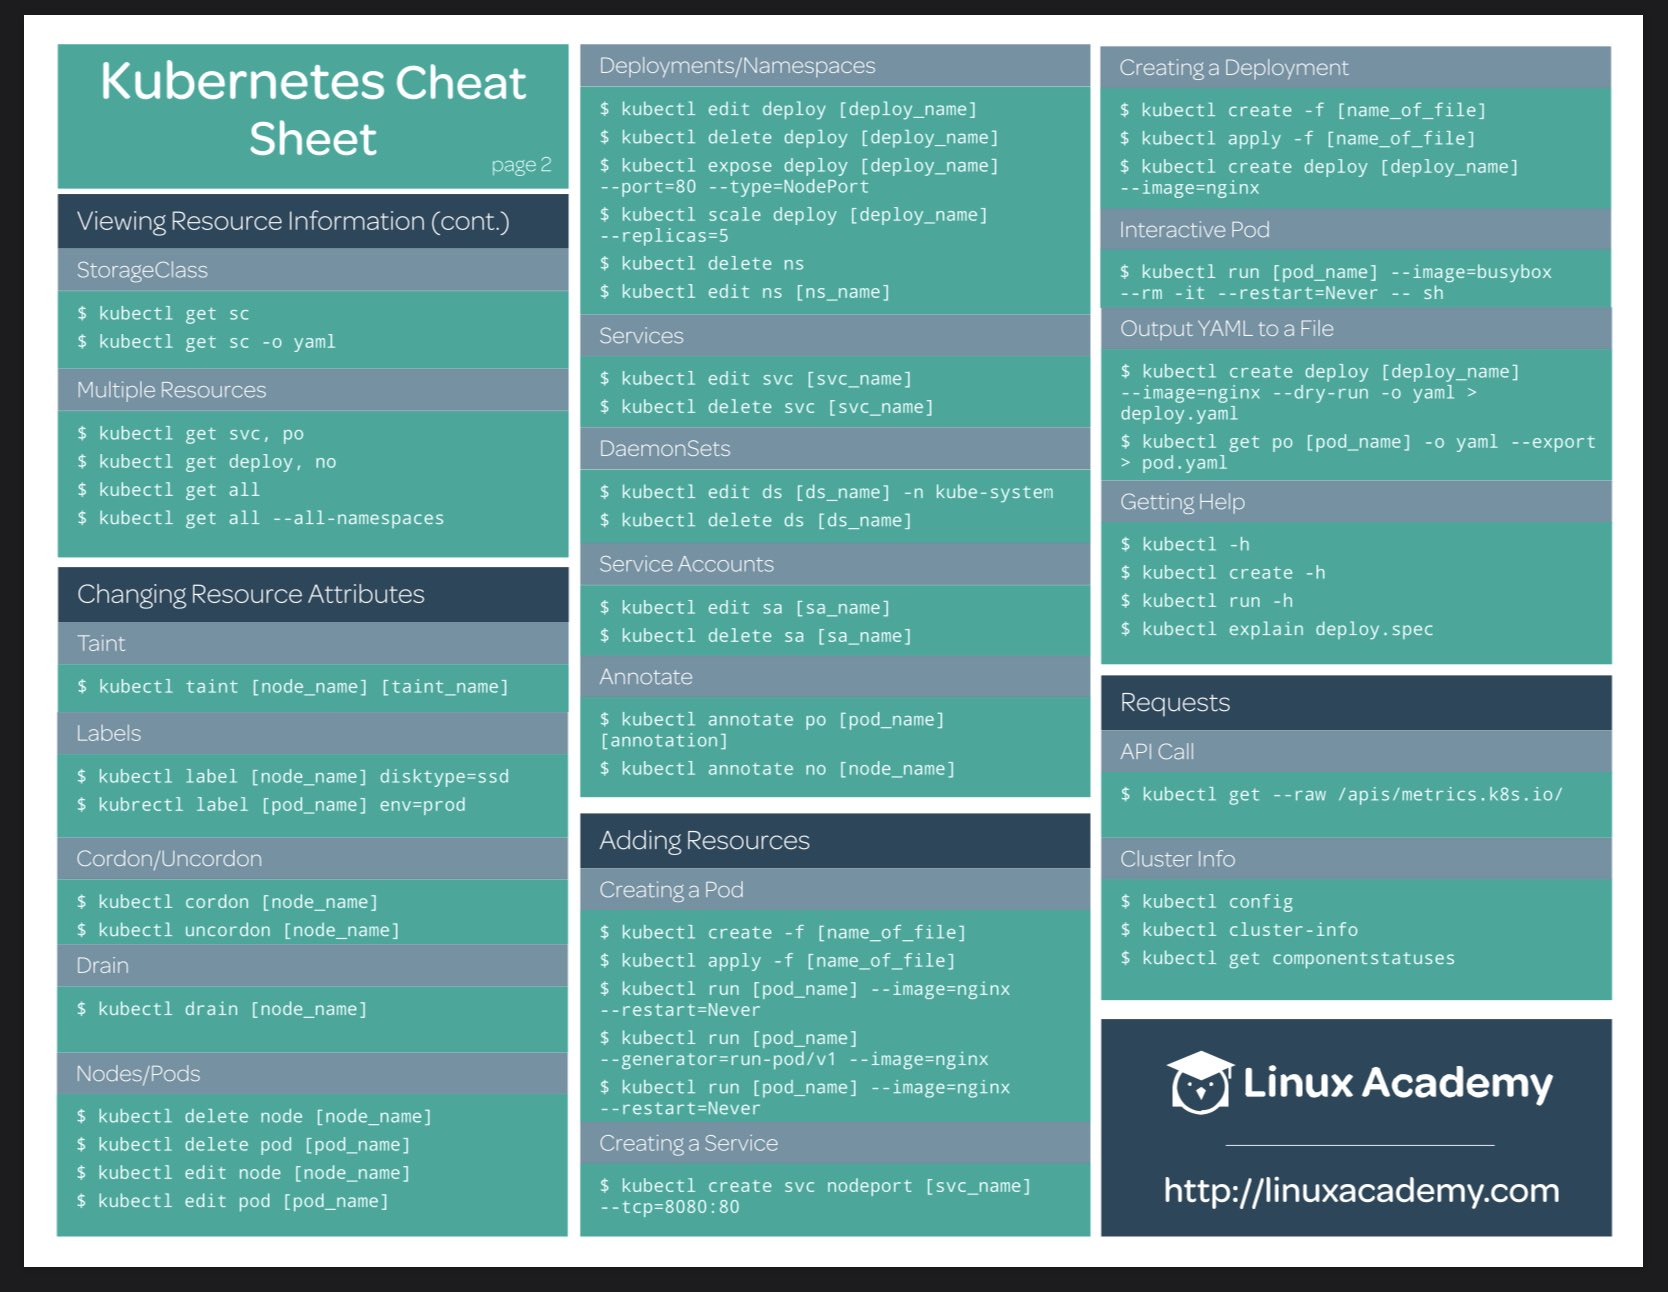 Kubernetes Cheat
Sheet
page 2
Viewing Resource Information (cont.)
StorageClass
$ kubectl get sc
$ kubectl get sc -o yaml
Multiple Resources
$ kubectl get svc, po
$ kubectl get deploy, no
$ kubectl get all
$ kubectl get all --all-namespaces
Changing Resource Attributes
Taint
$ kubectl taint [node_name] [taint_name]
Labels
$ kubectl label [node_name] disktype=ssd
$ kubrectl label [pod_name] env=prod
Cordon/Uncordon
$ kubectl cordon [node_name]
$ kubectl uncordon [node_name]
Drain
$ kubectl drain [node_name]
Nodes/Pods
$ kubectl delete node [node_name]
$ kubectl delete pod [pod_name]
$ kubectl edit node [node_name]
$ kubectl edit pod [pod_name]
Deployments/Namespaces
$ kubectl edit deploy [deploy_name]
$ kubectl delete deploy [deploy_name]
$ kubectl expose deploy [deploy_name]
--port=80 --type=NodePort
$ kubectl scale deploy [deploy_name]
--replicas=5
$ kubectl delete ns
$ kubectl edit ns [ns_name]
Services
$ kubectl edit svc [svc_name]
$ kubectl delete svc [svc_name]
DaemonSets
$ kubectl edit ds [ds_name] -n kube-system
$ kubectl delete ds [ds_name]
Service Accounts
$ kubectl edit sa [sa_name]
$ kubectl delete sa [sa_name]
Annotate
$ kubectl annotate po [pod_name]
[annotation]
$ kubectl annotate no [node_name]
Adding Resources
Creating a Pod
$ kubectl create -f [name_of_file]
$ kubectl apply -f [name_of_file]
$ kubectl run [pod_name] --image=nginx
--restart=Never
$ kubectl run [pod_name]
--generator=run-pod/v1 --image=nginx
$ kubectl run [pod_name] --image=nginx
--restart=Never
Creating a Service
$ kubectl create svc nodeport [svc_name]
--tcp=8080:80
Creating a Deployment
$ kubectl create -f [name_of_file]
$ kubectl apply -f [name_of_file]
$ kubectl create deploy [deploy_name]
--image=nginx
Interactive Pod
$ kubectl run [pod_name] --image=busybox
--rm -it --restart=Never -- sh
Output YAML to a File
$ kubectl create deploy [deploy_name]
--image=nginx --dry-run -o yaml >
deploy.yaml
$ kubectl get po [pod_name] -o yaml --export
> pod.yaml
Getting Help
$ kubectl -h
$ kubectl create -h
$ kubectl run -h
$ kubectl explain deploy.spec
Requests
API Call
$ kubectl get --raw /apis/metrics.k8s.io/
Cluster Info
$ kubectl config
$ kubectl cluster-info
$ kubectl get componentstatuses
Linux Academy
http://linuxacademy.com